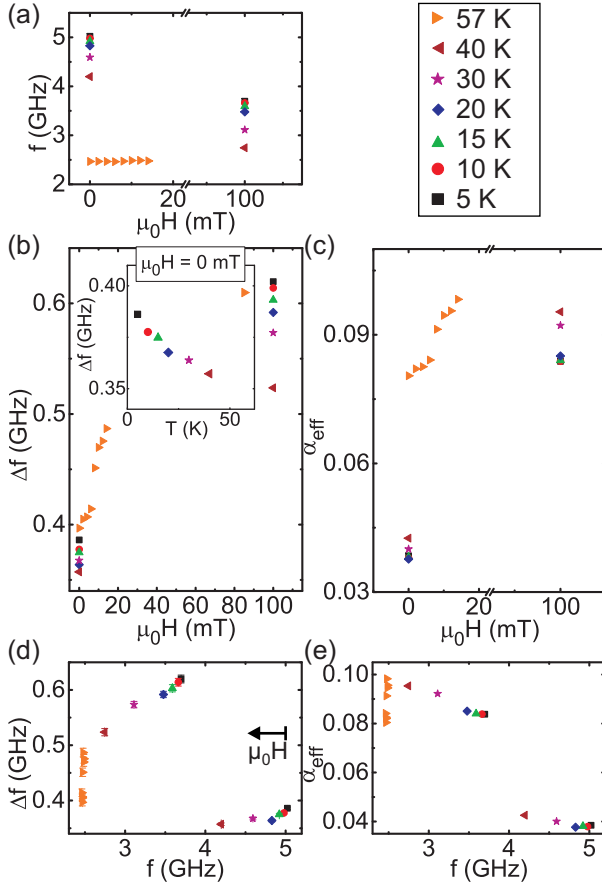 (a)
f (GHz)
5
4
3
2
0
20
100
μ₀H (mT)
57 K
40 K
30 K
20 K
15 K
10 K
5 K
(b)
Δf (GHz)
0.6
0.5
0.4
0 20 40 60 80 100
μ₀H (mT)
μ₀H = 0 mT
Δf (GHz)
0.40
0.35
0 50
T (K)
(c)
α_eff
0.09
0.06
0.03
0 20 100
μ₀H (mT)
(d)
Δf (GHz)
0.6
0.5
0.4
3 4 5
f (GHz)
μ₀H
(e)
α_eff
0.10
0.08
0.06
0.04
3 4 5
f (GHz)